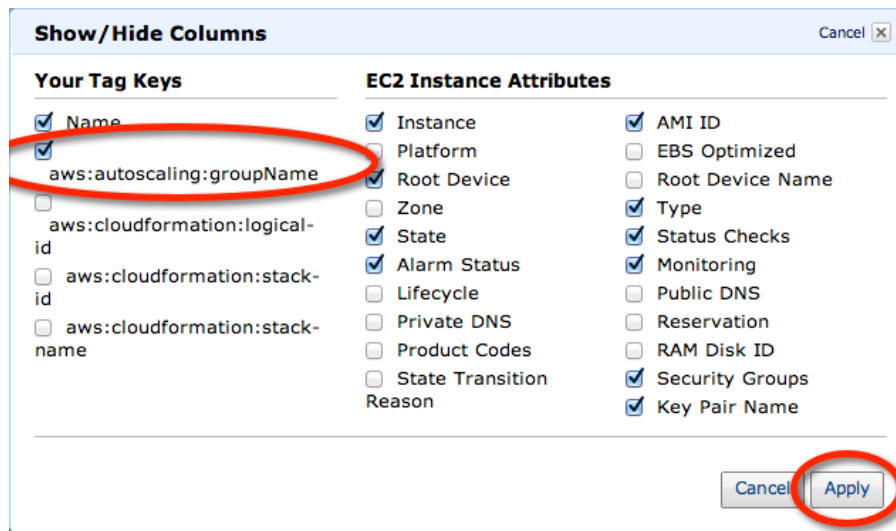 Show/Hide Columns
Cancel
Your Tag Keys
Name
aws:autoscaling:groupName
aws:cloudformation:logical-
id
aws:cloudformation:stack-
id
aws:cloudformation:stack-
name
EC2 Instance Attributes
Instance
Platform
Root Device
Zone
State
Alarm Status
Lifecycle
Private DNS
Product Codes
State Transition
Reason
AMI ID
EBS Optimized
Root Device Name
Type
Status Checks
Monitoring
Public DNS
Reservation
RAM Disk ID
Security Groups
Key Pair Name
Cancel
Apply